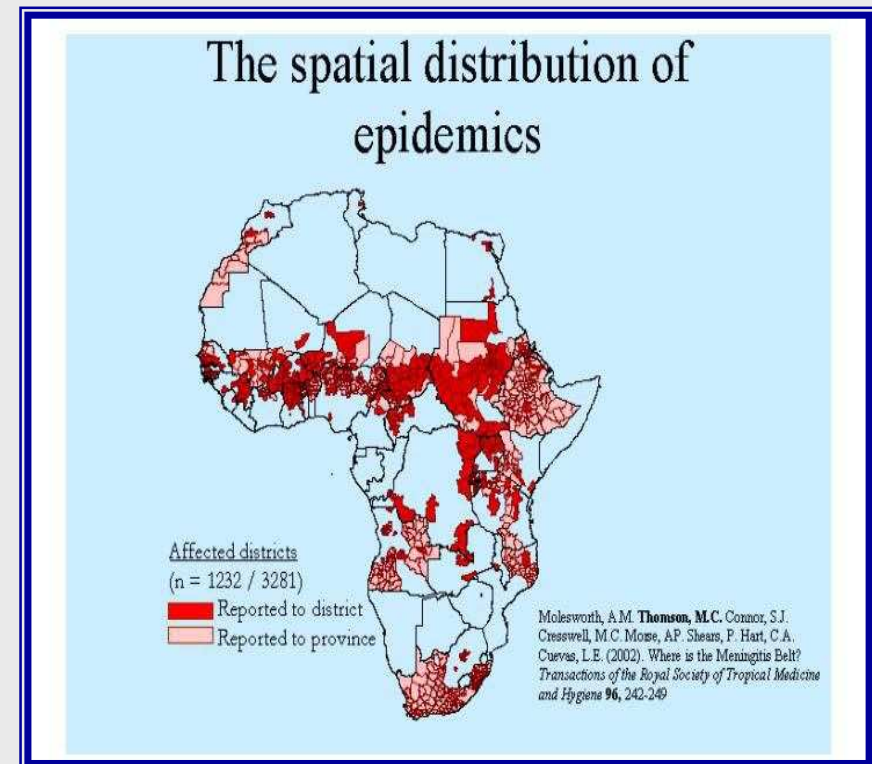 The spatial distribution of
epidemics
Affected districts
(n = 1232 / 3281)
Reported to district
Reported to province
Molesworth, A.M. Thomson, M.C. Connor, S.J.
Cresswell, M.C. Morse, AP. Shears, P. Hart, C.A.
Cuevas, L.E. (2002). Where is the Meningitis Belt?
Transactions of the Royal Society of Tropical Medicine
and Hygiene 96, 242-249